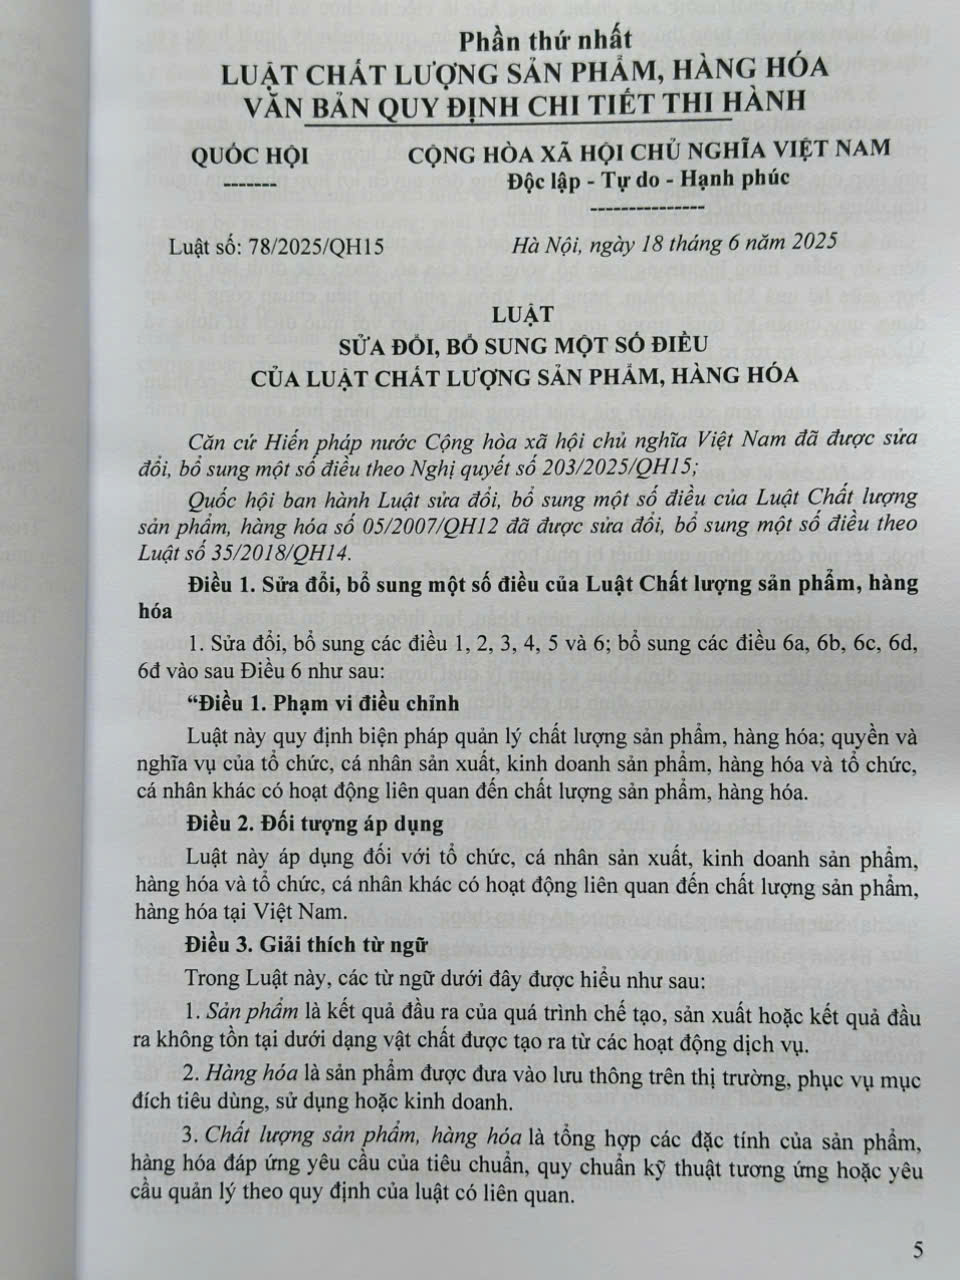 Phần thứ nhất
LUẬT CHẤT LƯỢNG SẢN PHẨM, HÀNG HÓA
VĂN BẢN QUY ĐỊNH CHI TIẾT THI HÀNH
QUỐC HỘI
-------
CỘNG HÒA XÃ HỘI CHỦ NGHĨA VIỆT NAM
Độc lập - Tự do - Hạnh phúc
---------------
Luật số: 78/2025/QH15
Hà Nội, ngày 18 tháng 6 năm 2025
LUẬT
SỬA ĐỔI, BỔ SUNG MỘT SỐ ĐIỀU
CỦA LUẬT CHẤT LƯỢNG SẢN PHẨM, HÀNG HÓA
Căn cứ Hiến pháp nước Cộng hòa xã hội chủ nghĩa Việt Nam đã được sửa
đổi, bổ sung một số điều theo Nghị quyết số 203/2025/QH15;
Quốc hội ban hành Luật sửa đổi, bổ sung một số điều của Luật Chất lượng
sản phẩm, hàng hóa số 05/2007/QH12 đã được sửa đổi, bổ sung một số điều theo
Luật số 35/2018/QH14.
Điều 1. Sửa đổi, bổ sung một số điều của Luật Chất lượng sản phẩm, hàng
hóa
1. Sửa đổi, bổ sung các điều 1, 2, 3, 4, 5 và 6; bổ sung các điều 6a, 6b, 6c, 6d,
6đ vào sau Điều 6 như sau:
“Điều 1. Phạm vi điều chỉnh
Luật này quy định biện pháp quản lý chất lượng sản phẩm, hàng hóa; quyền và
nghĩa vụ của tổ chức, cá nhân sản xuất, kinh doanh sản phẩm, hàng hóa và tổ chức,
cá nhân khác có hoạt động liên quan đến chất lượng sản phẩm, hàng hóa.
Điều 2. Đối tượng áp dụng
Luật này áp dụng đối với tổ chức, cá nhân sản xuất, kinh doanh sản phẩm,
hàng hóa và tổ chức, cá nhân khác có hoạt động liên quan đến chất lượng sản phẩm,
hàng hóa tại Việt Nam.
Điều 3. Giải thích từ ngữ
Trong Luật này, các từ ngữ dưới đây được hiểu như sau:
1. Sản phẩm là kết quả đầu ra của quá trình chế tạo, sản xuất hoặc kết quả đầu
ra không tồn tại dưới dạng vật chất được tạo ra từ các hoạt động dịch vụ.
2. Hàng hóa là sản phẩm được đưa vào lưu thông trên thị trường, phục vụ mục
đích tiêu dùng, sử dụng hoặc kinh doanh.
3. Chất lượng sản phẩm, hàng hóa là tổng hợp các đặc tính của sản phẩm,
hàng hóa đáp ứng yêu cầu của tiêu chuẩn, quy chuẩn kỹ thuật tương ứng hoặc yêu
cầu quản lý theo quy định của luật có liên quan.
5